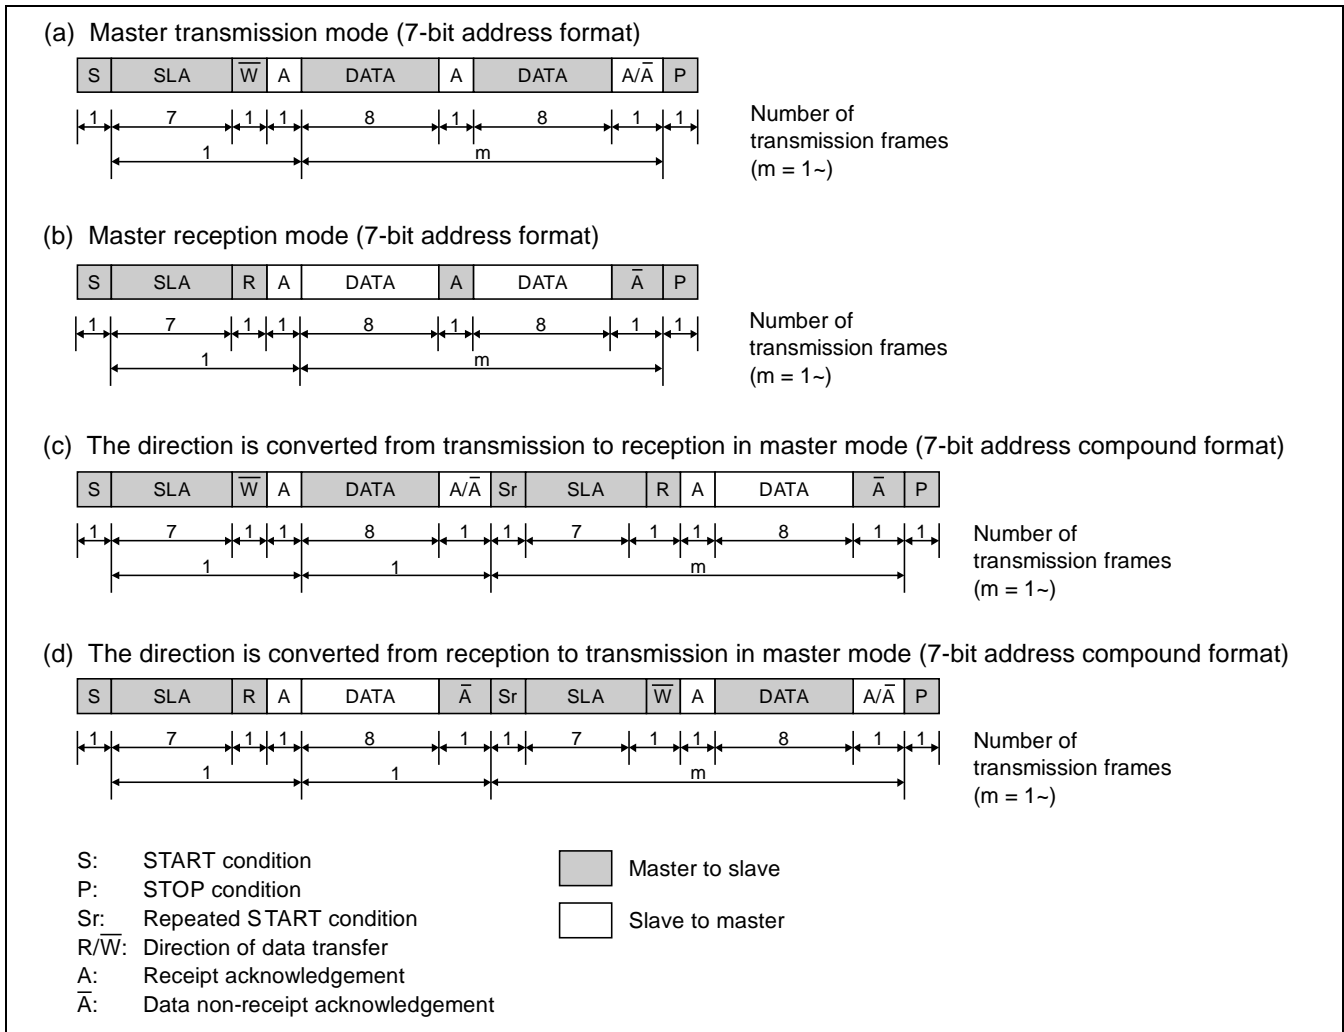 (a) Master transmission mode (7-bit address format)
S SLA W̅ A DATA A DATA A/A̅ P
1 7 1 1 8 1 8 1 1
1 m
Number of
transmission frames
(m = 1~)
(b) Master reception mode (7-bit address format)
S SLA R A DATA A DATA A̅ P
1 7 1 1 8 1 8 1 1
1 m
Number of
transmission frames
(m = 1~)
(c) The direction is converted from transmission to reception in master mode (7-bit address compound format)
S SLA W̅ A DATA A/A̅ Sr SLA R A DATA A̅ P
1 7 1 1 8 1 1 7 1 1 8 1 1
1 1 m
Number of
transmission frames
(m = 1~)
(d) The direction is converted from reception to transmission in master mode (7-bit address compound format)
S SLA R A DATA A̅ Sr SLA W̅ A DATA A/A̅ P
1 7 1 1 8 1 1 7 1 1 8 1 1
1 1 m
Number of
transmission frames
(m = 1~)
S: START condition
P: STOP condition
Sr: Repeated START condition
R/W̅: Direction of data transfer
A: Receipt acknowledgement
A̅: Data non-receipt acknowledgement
Master to slave
Slave to master